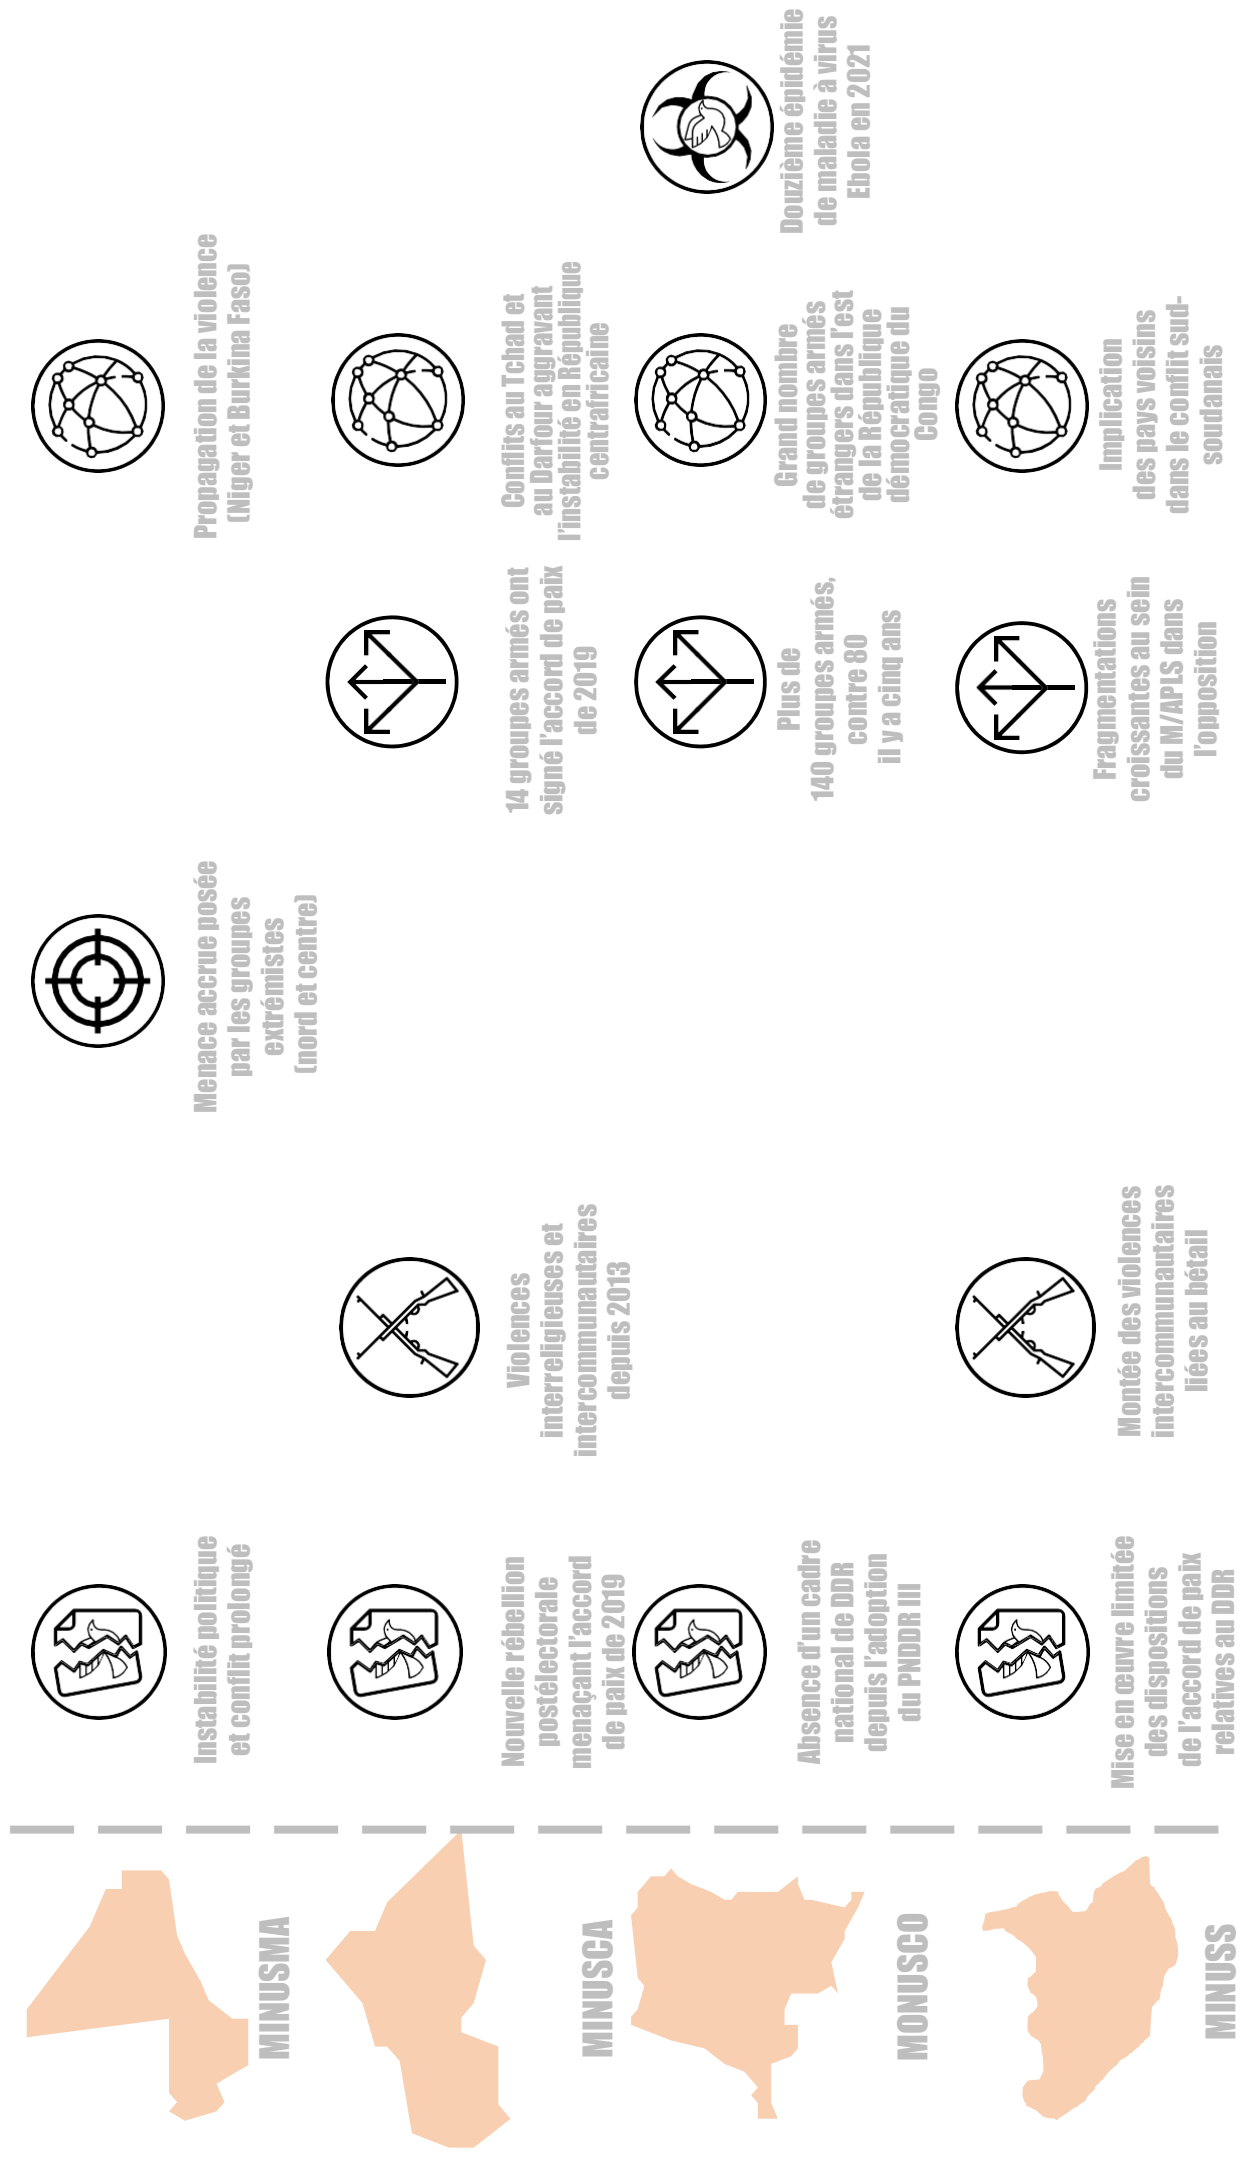 MINUSMA
Instabilité politique
et conflit prolongé
Menace accrue posée
par les groupes
extrémistes
(nord et centre)
Propagation de la violence
(Niger et Burkina Faso)
MINUSCA
Nouvelle rébellion
postélectorale
menaçant l’accord
de paix de 2019
Violences
interreligieuses et
intercommunautaires
depuis 2013
14 groupes armés ont
signé l’accord de paix
de 2019
Conflits au Tchad et
au Darfour aggravant
l’instabilité en République
centrafricaine
MONUSCO
Absence d’un cadre
national de DDR
depuis l’adoption
du PNDDR III
Plus de
140 groupes armés,
contre 80
il y a cinq ans
Grand nombre
de groupes armés
étrangers dans l’est
de la République
démocratique du
Congo
Douzième épidémie
de maladie à virus
Ebola en 2021
MINUSS
Mise en œuvre limitée
des dispositions
de l’accord de paix
relatives au DDR
Montée des violences
intercommunautaires
liées au bétail
Fragmentations
croissantes au sein
du M/APLS dans
l’opposition
Implication
des pays voisins
dans le conflit sud-
soudanais